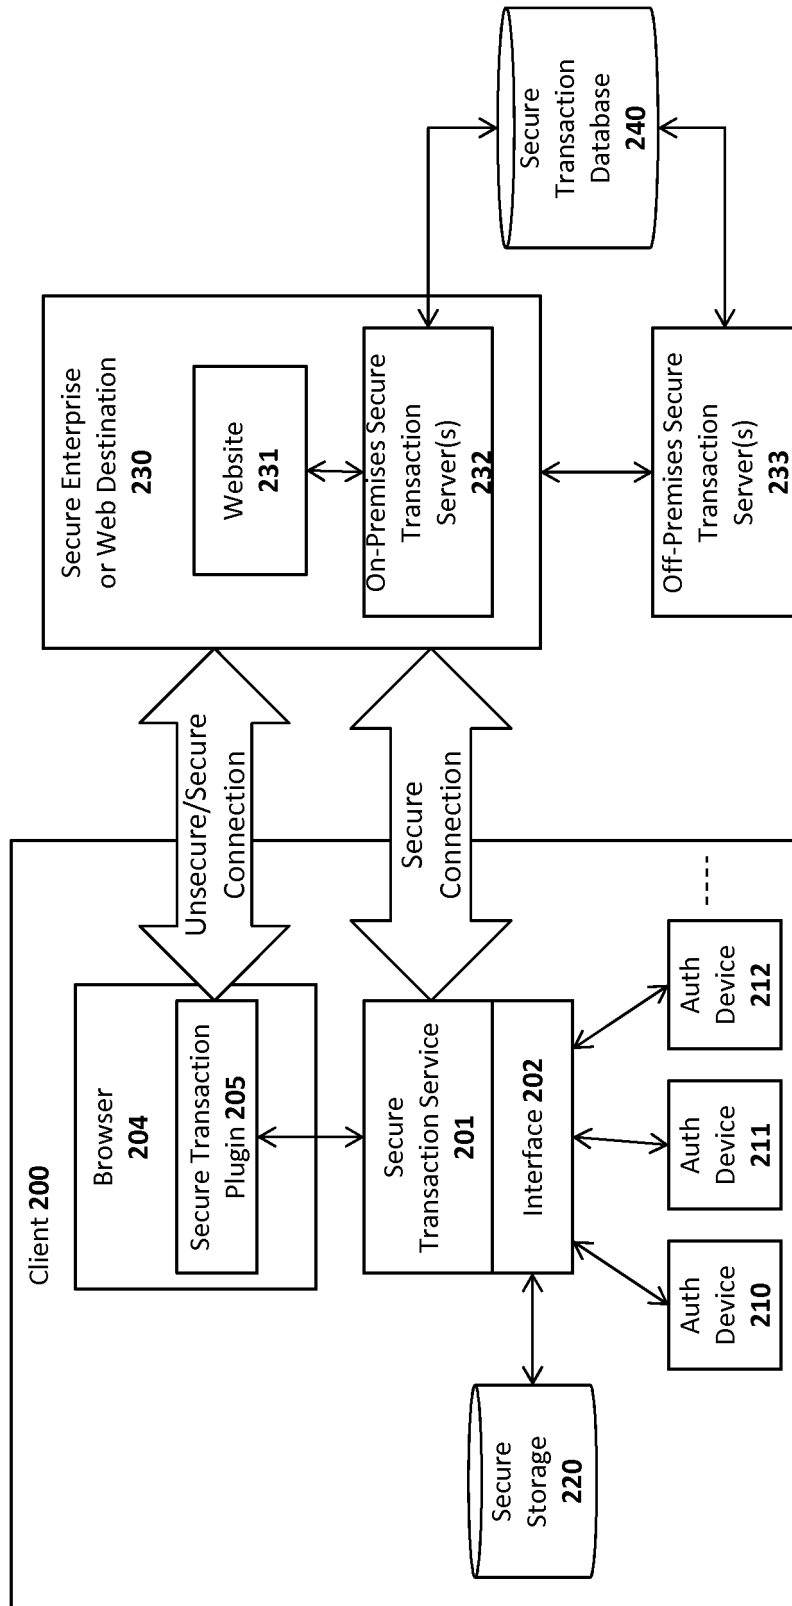 Client 200
Browser
204
Secure Transaction
Plugin 205
Secure
Transaction Service
201
Interface 202
Secure
Storage
220
Auth
Device
210
Auth
Device
211
Auth
Device
212
Unsecure/Secure
Connection
Secure
Connection
Secure Enterprise
or Web Destination
230
Website
231
On-Premises Secure
Transaction
Server(s)
232
Off-Premises Secure
Transaction
Server(s)
233
Secure
Transaction
Database
240